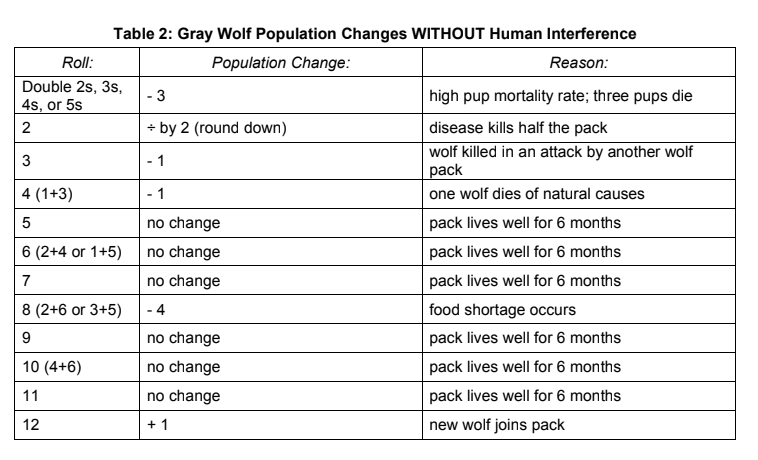 Table 2: Gray Wolf Population Changes WITHOUT Human Interference
Roll: Population Change: Reason:
Double 2s, 3s,
4s, or 5s - 3 high pup mortality rate; three pups die
2 ÷ by 2 (round down) disease kills half the pack
3 - 1 wolf killed in an attack by another wolf
pack
4 (1+3) - 1 one wolf dies of natural causes
5 no change pack lives well for 6 months
6 (2+4 or 1+5) no change pack lives well for 6 months
7 no change pack lives well for 6 months
8 (2+6 or 3+5) - 4 food shortage occurs
9 no change pack lives well for 6 months
10 (4+6) no change pack lives well for 6 months
11 no change pack lives well for 6 months
12 + 1 new wolf joins pack